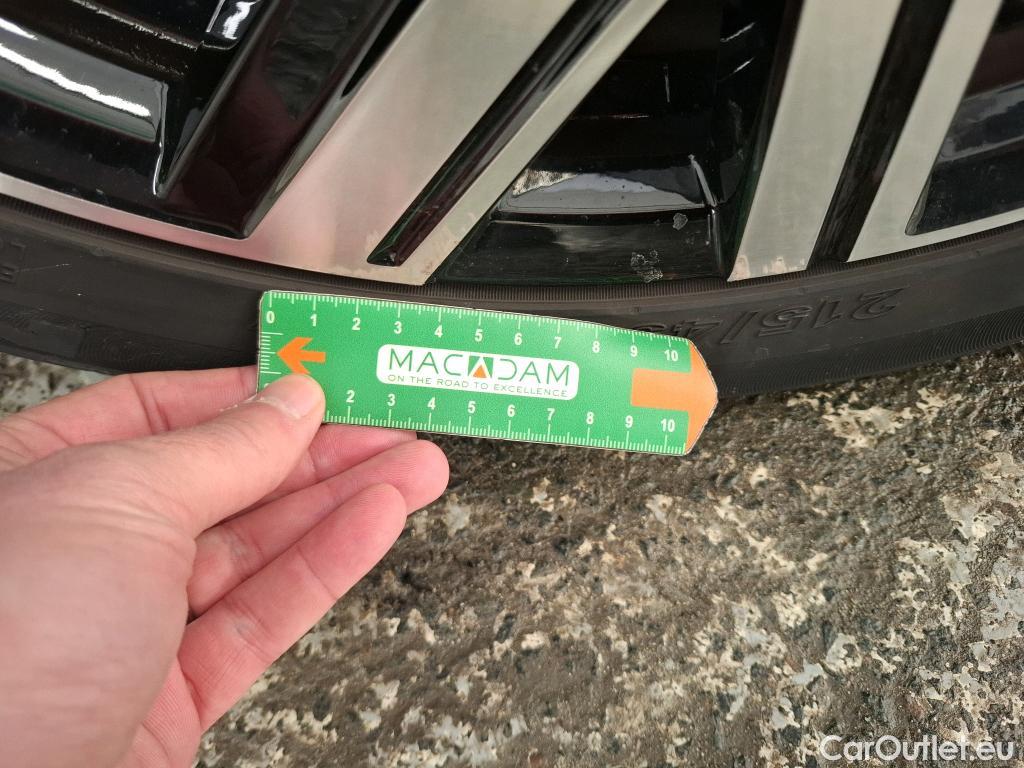 215/45
0 1 2 3 4 5 6 7 8 9 10
MACADAM
ON THE ROAD TO EXCELLENCE
2 3 4 5 6 7 8 9 10
CarOutlet.eu